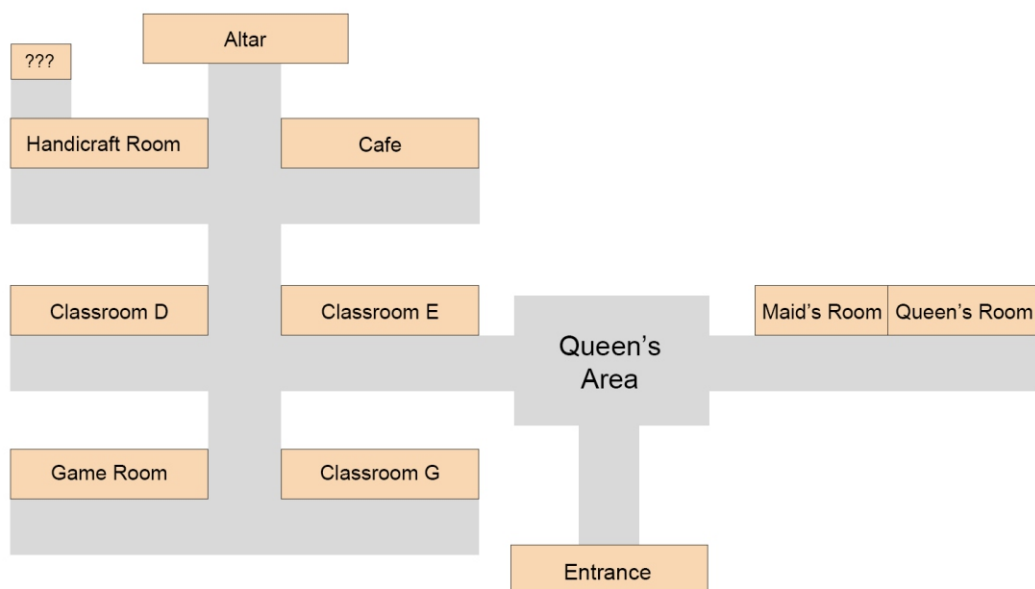 Altar
???
Handicraft Room
Cafe
Classroom D
Classroom E
Queen's
Area
Maid's Room
Queen's Room
Game Room
Classroom G
Entrance